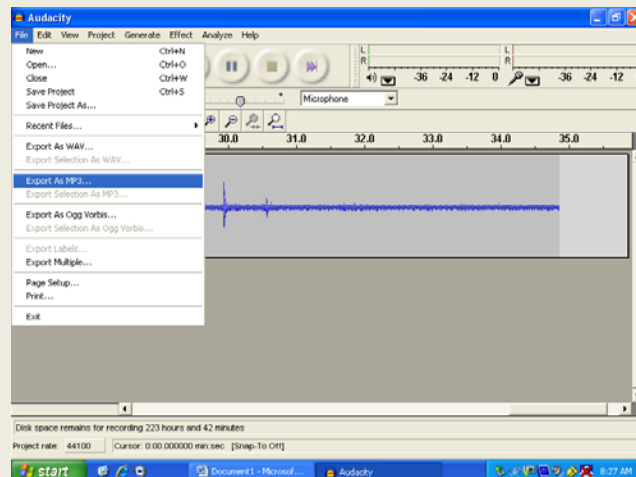 Audacity
File Edit View Project Generate Effect Analyze Help
New Ctrl+N
Open... Ctrl+O
Close Ctrl+W
Save Project Ctrl+S
Save Project As...
Recent Files...
Export As WAV...
Export Selection As WAV...
Export As MP3...
Export Selection As MP3...
Export As Ogg Vorbis...
Export Selection As Ogg Vorbis...
Export Labels...
Export Multiple...
Page Setup...
Print...
Exit
L
R
-36 -24 -12 0
L
R
-36 -24 -12
Microphone
30.0 31.0 32.0 33.0 34.0 35.0
Disk space remains for recording 223 hours and 42 minutes
Project rate: 44100 Cursor: 0:00.000000 min:sec [Snap-To Off]
start Document1 - Microsof... Audacity 8:27 AM